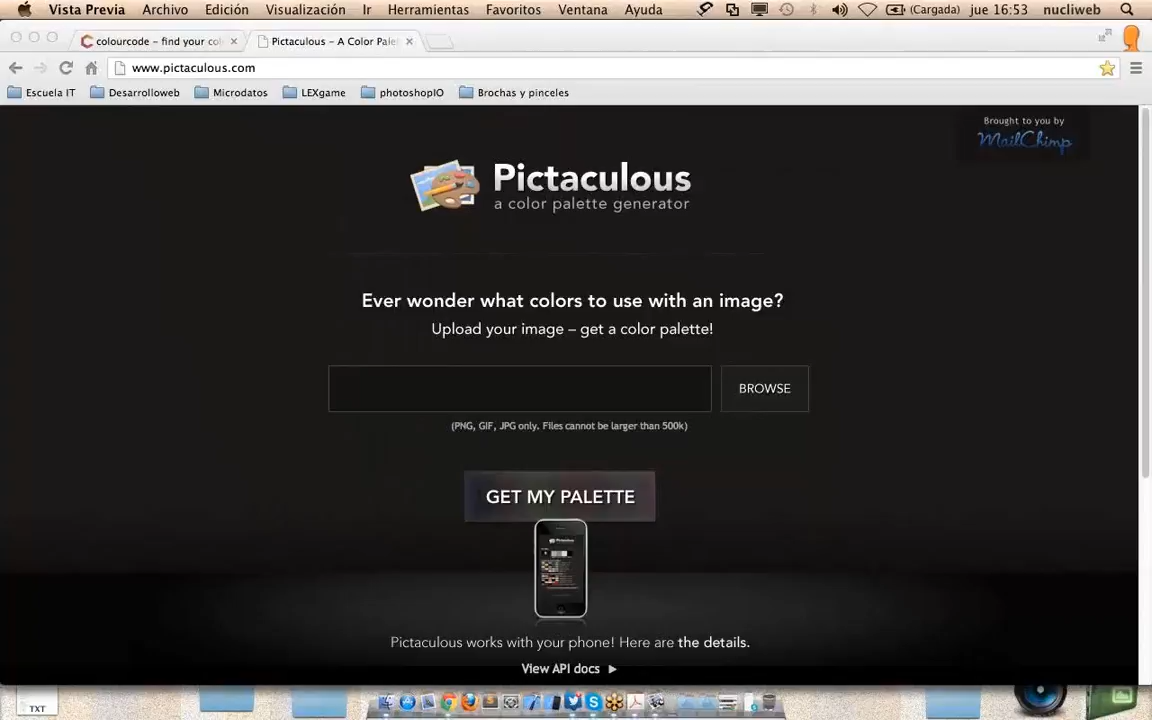 Vista Previa Archivo Edición Visualización Ir Herramientas Favoritos Ventana Ayuda (Cargada) jue 16:53 nucliweb
colourcode - find your col Pictaculous - A Color Pale
www.pictaculous.com
Escuela IT Desarrolloweb Microdatos LEXgame photoshopIO Brochas y pinceles
Brought to you by
MailChimp
Pictaculous
a color palette generator
Ever wonder what colors to use with an image?
Upload your image – get a color palette!
BROWSE
(PNG, GIF, JPG only. Files cannot be larger than 500k)
GET MY PALETTE
Pictaculous works with your phone! Here are the details.
View API docs ▶
TXT